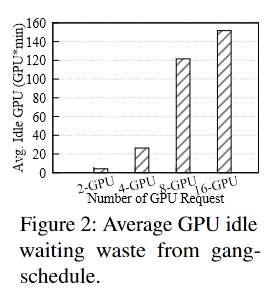 160
140
120
100
80
60
40
20
0
Avg. Idle GPU (GPU*min)
2-GPU 4-GPU 8-GPU 16-GPU
Number of GPU Request
Figure 2: Average GPU idle
waiting waste from gang-
schedule.